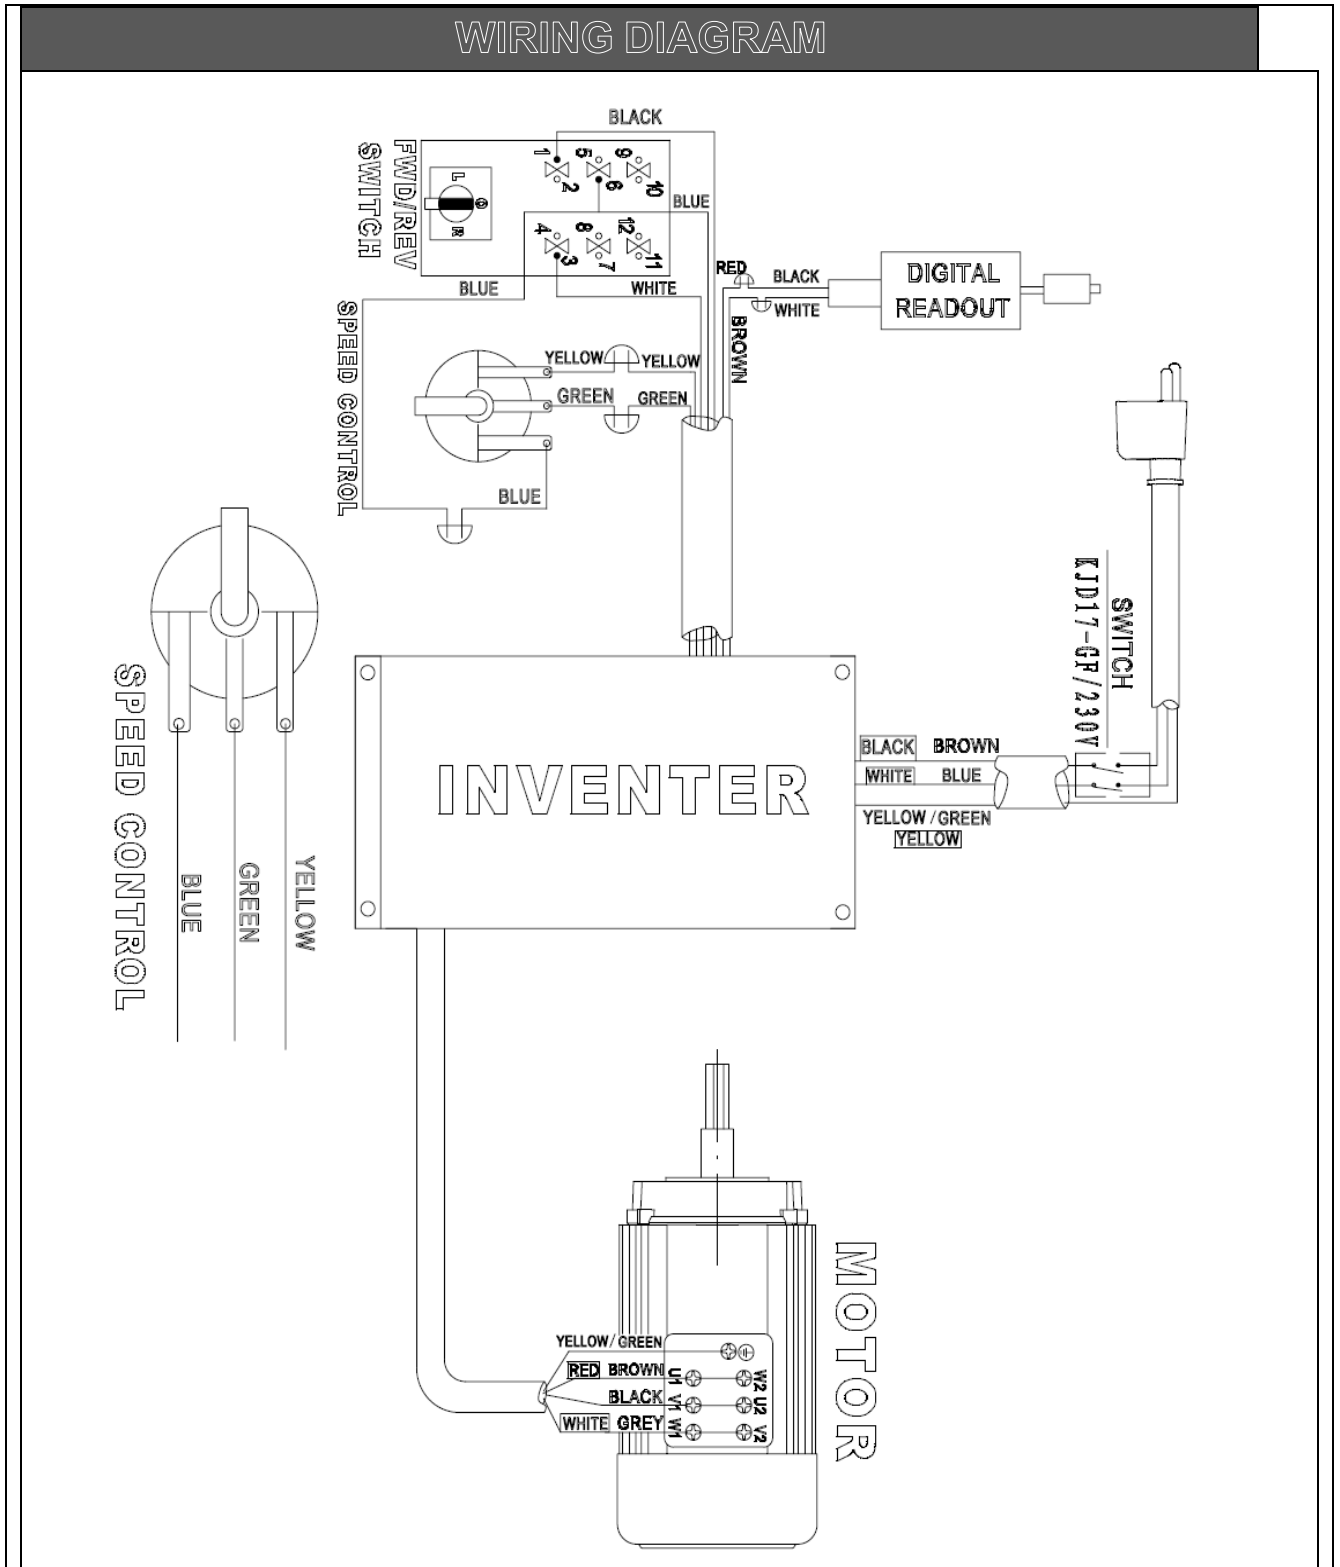 WIRING DIAGRAM
BLACK
FWD/REV
SWITCH
1
5
9
2
6
10
L
O
R
BLUE
4
8
12
3
7
11
BLUE
WHITE
RED
BLACK
WHITE
BROWN
DIGITAL
READOUT
SPEED CONTROL
YELLOW
YELLOW
GREEN
GREEN
BLUE
SWITCH
KJD17-GF/230V
SPEED CONTROL
BLUE
GREEN
YELLOW
INVENTER
BLACK BROWN
WHITE BLUE
YELLOW/GREEN
YELLOW
MOTOR
YELLOW/GREEN
RED BROWN U1 W2
BLACK V1 U2
WHITE GREY W1 V2